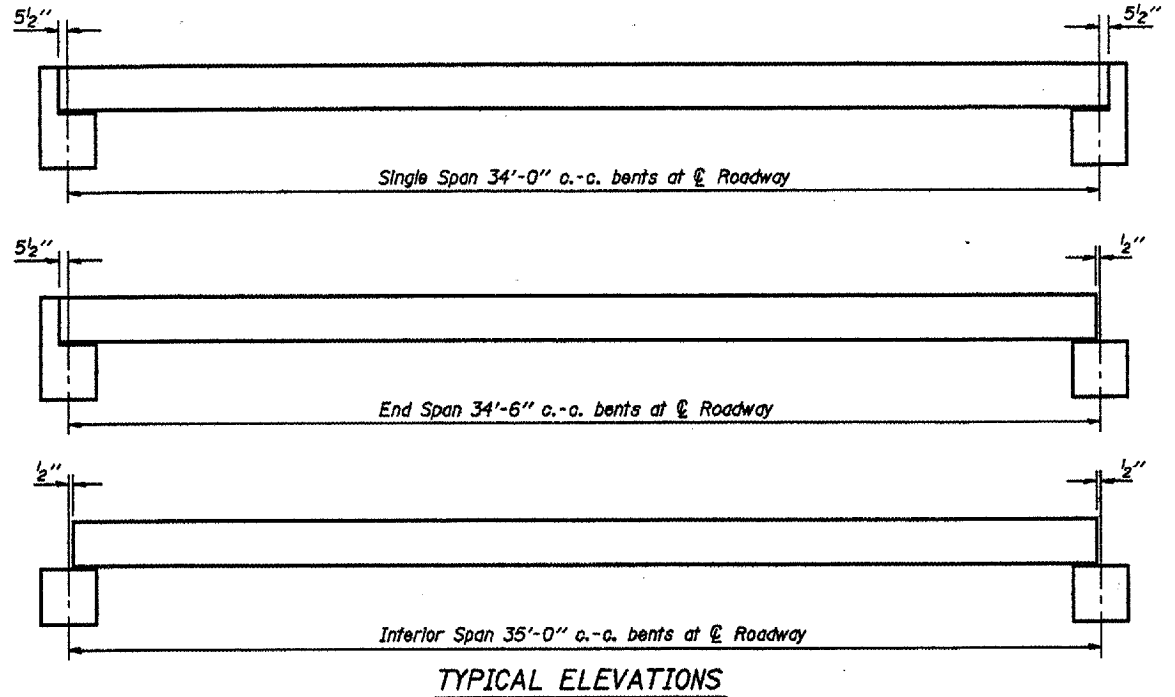 5½" 5½"
Single Span 34'-0" c.-c. bents at ℄ Roadway
5½" ½"
End Span 34'-6" c.-c. bents at ℄ Roadway
½" ½"
Interior Span 35'-0" c.-c. bents at ℄ Roadway
TYPICAL ELEVATIONS